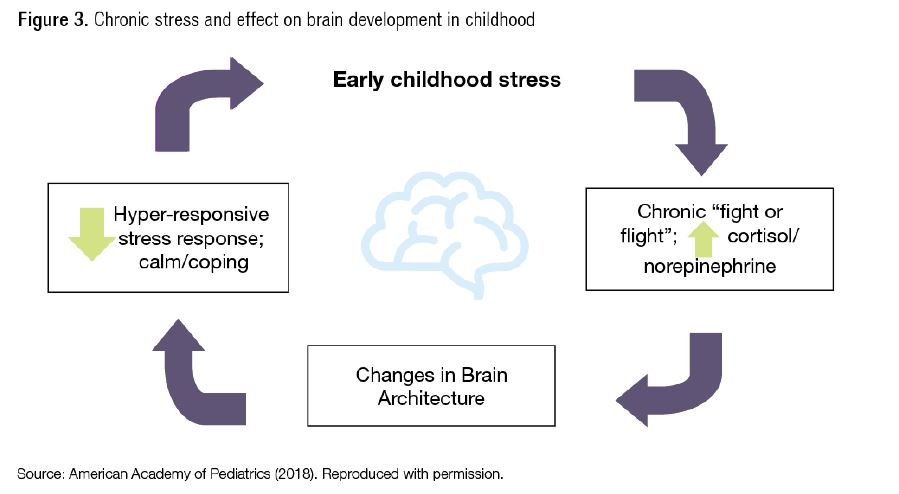 Figure 3. Chronic stress and effect on brain development in childhood
Early childhood stress
Hyper-responsive
stress response;
calm/coping
Chronic “fight or
flight”; cortisol/
norepinephrine
Changes in Brain
Architecture
Source: American Academy of Pediatrics (2018). Reproduced with permission.